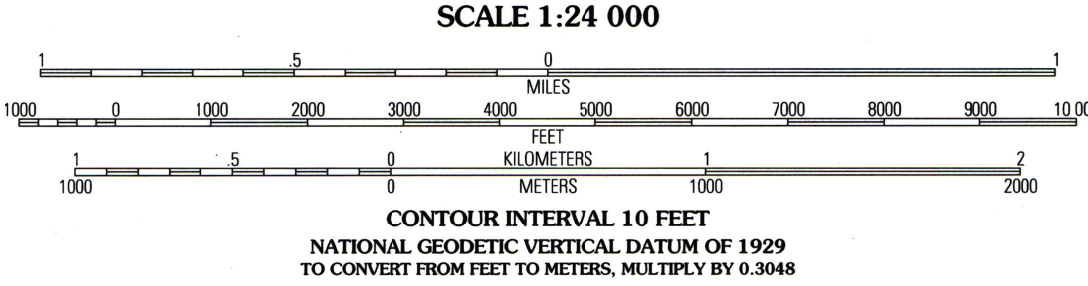 SCALE 1:24 000
1 .5 0 1
MILES
1000 0 1000 2000 3000 4000 5000 6000 7000 8000 9000 10 00
FEET
1 .5 0 KILOMETERS 1 2
1000 0 METERS 1000 2000
CONTOUR INTERVAL 10 FEET
NATIONAL GEODETIC VERTICAL DATUM OF 1929
TO CONVERT FROM FEET TO METERS, MULTIPLY BY 0.3048